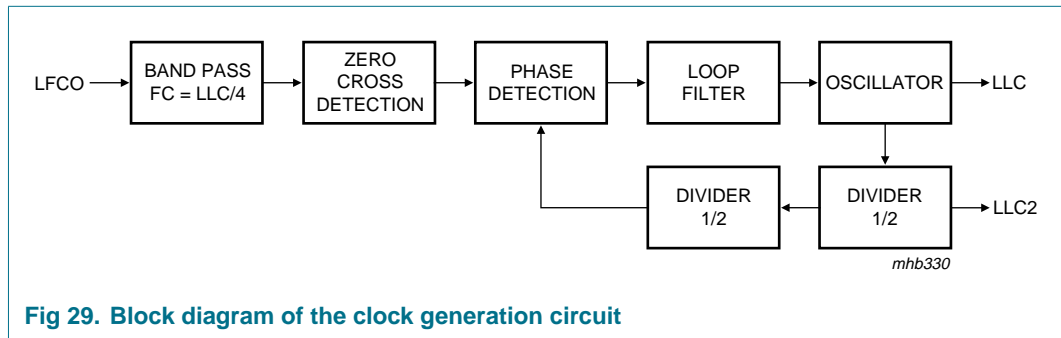 LFCO
BAND PASS
FC = LLC/4
ZERO
CROSS
DETECTION
PHASE
DETECTION
LOOP
FILTER
OSCILLATOR
LLC
DIVIDER
1/2
DIVIDER
1/2
LLC2
mhb330
Fig 29. Block diagram of the clock generation circuit